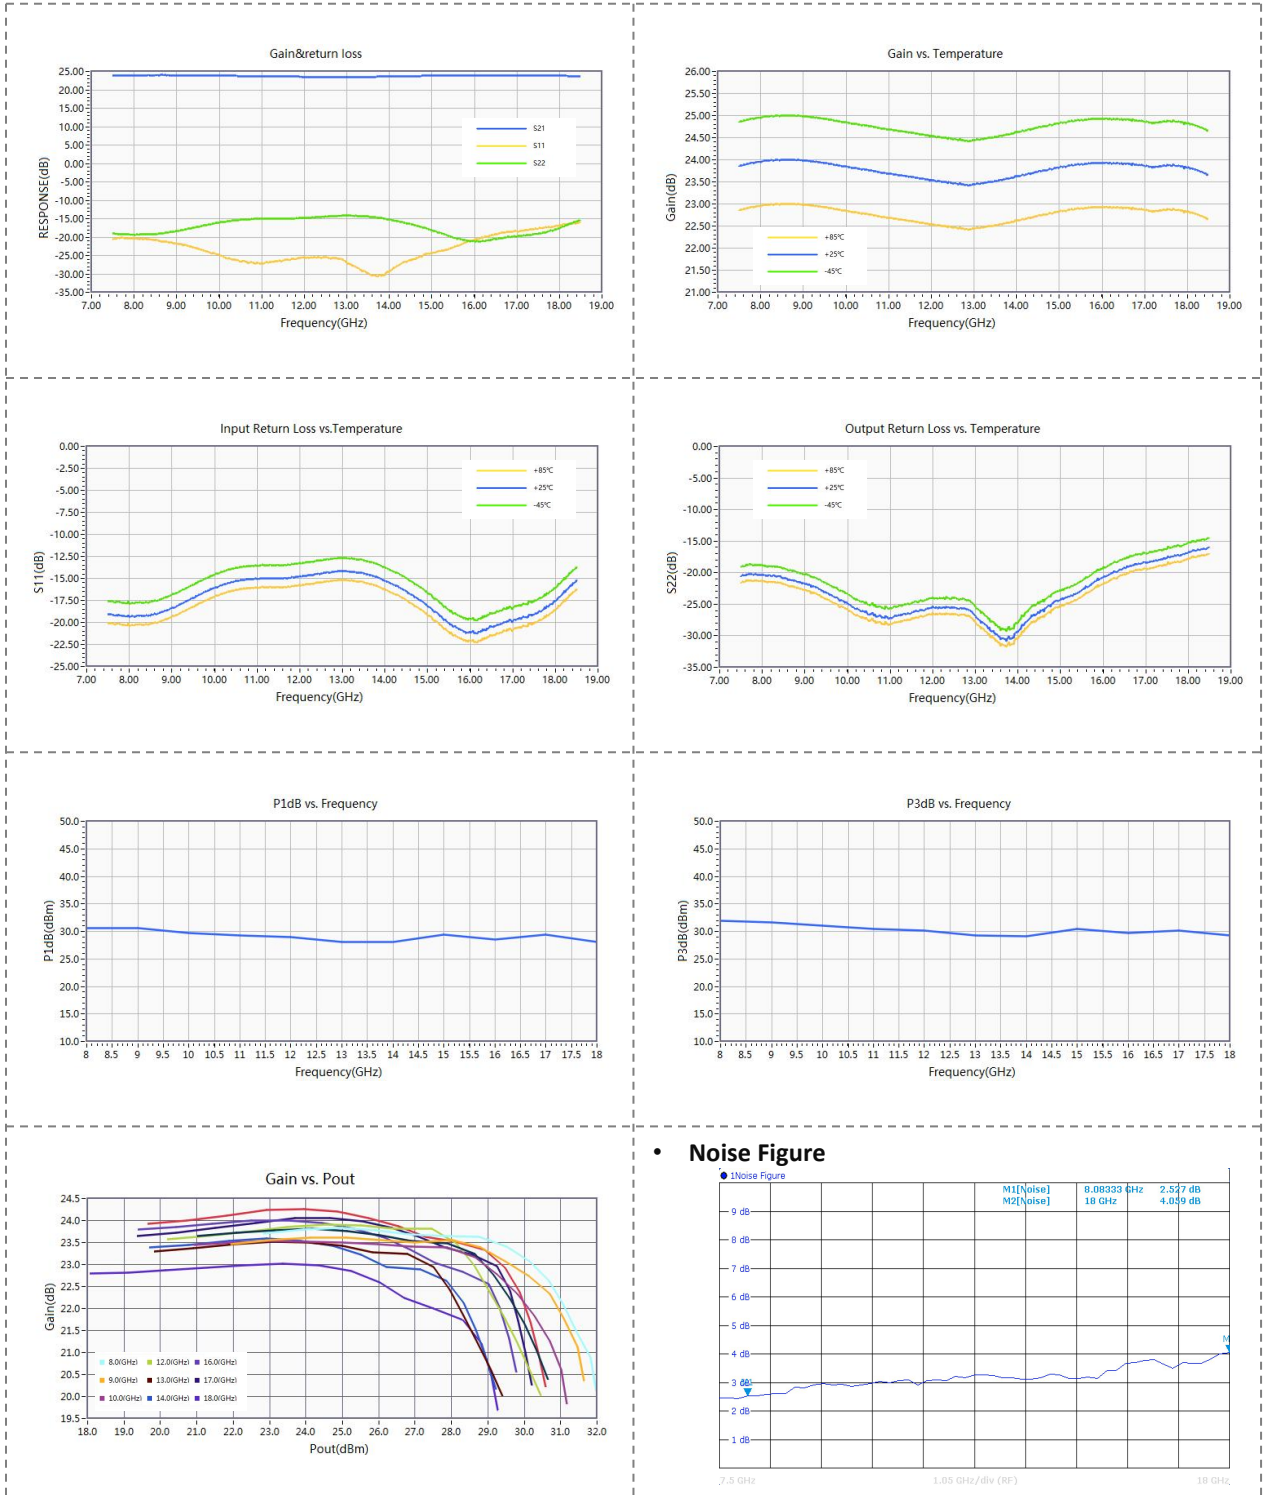 Gain&return loss
25.00
20.00
15.00
10.00
5.00
0.00
-5.00
-10.00
-15.00
-20.00
-25.00
-30.00
-35.00
RESPONSE(dB)
S21
S11
S22
7.00 8.00 9.00 10.00 11.00 12.00 13.00 14.00 15.00 16.00 17.00 18.00 19.00
Frequency(GHz)
Gain vs. Temperature
26.00
25.50
25.00
24.50
24.00
23.50
23.00
22.50
22.00
21.50
21.00
Gain(dB)
+85℃
+25℃
-45℃
7.00 8.00 9.00 10.00 11.00 12.00 13.00 14.00 15.00 16.00 17.00 18.00 19.00
Frequency(GHz)
Input Return Loss vs.Temperature
0.00
-2.50
-5.00
-7.50
-10.00
-12.50
-15.00
-17.50
-20.00
-22.50
-25.00
S11(dB)
+85℃
+25℃
-45℃
7.00 8.00 9.00 10.00 11.00 12.00 13.00 14.00 15.00 16.00 17.00 18.00 19.00
Frequency(GHz)
Output Return Loss vs. Temperature
0.00
-5.00
-10.00
-15.00
-20.00
-25.00
-30.00
-35.00
S22(dB)
+85℃
+25℃
-45℃
7.00 8.00 9.00 10.00 11.00 12.00 13.00 14.00 15.00 16.00 17.00 18.00 19.00
Frequency(GHz)
P1dB vs. Frequency
50.0
45.0
40.0
35.0
30.0
25.0
20.0
15.0
10.0
P1dB(dBm)
8 8.5 9 9.5 10 10.5 11 11.5 12 12.5 13 13.5 14 14.5 15 15.5 16 16.5 17 17.5 18
Frequency(GHz)
P3dB vs. Frequency
50.0
45.0
40.0
35.0
30.0
25.0
20.0
15.0
10.0
P3dB(dBm)
8 8.5 9 9.5 10 10.5 11 11.5 12 12.5 13 13.5 14 14.5 15 15.5 16 16.5 17 17.5 18
Frequency(GHz)
Gain vs. Pout
24.5
24.0
23.5
23.0
22.5
22.0
21.5
21.0
20.5
20.0
19.5
Gain(dB)
8.0(GHz) 12.0(GHz) 16.0(GHz)
9.0(GHz) 13.0(GHz) 17.0(GHz)
10.0(GHz) 14.0(GHz) 18.0(GHz)
18.0 19.0 20.0 21.0 22.0 23.0 24.0 25.0 26.0 27.0 28.0 29.0 30.0 31.0 32.0
Pout(dBm)
• Noise Figure
1Noise Figure
M1[Noise] 8.08333 GHz 2.527 dB
M2[Noise] 18 GHz 4.059 dB
9 dB
8 dB
7 dB
6 dB
5 dB
4 dB
3 dB
2 dB
1 dB
7.5 GHz 1.05 GHz/div (RF) 18 GHz